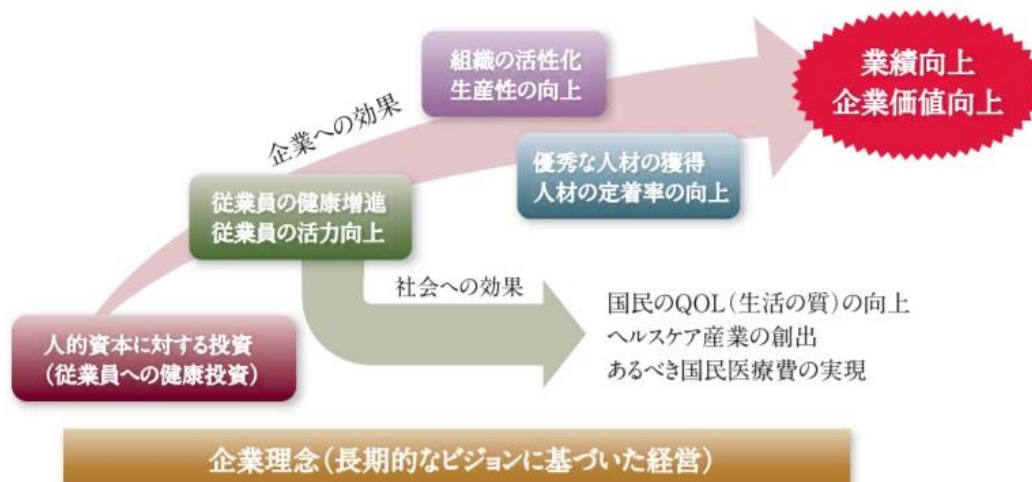 組織の活性化
生産性の向上
業績向上
企業価値向上
企業への効果
優秀な人材の獲得
人材の定着率の向上
従業員の健康増進
従業員の活力向上
社会への効果
国民のQOL(生活の質)の向上
ヘルスケア産業の創出
あるべき国民医療費の実現
人的資本に対する投資
(従業員への健康投資)
企業理念(長期的なビジョンに基づいた経営)